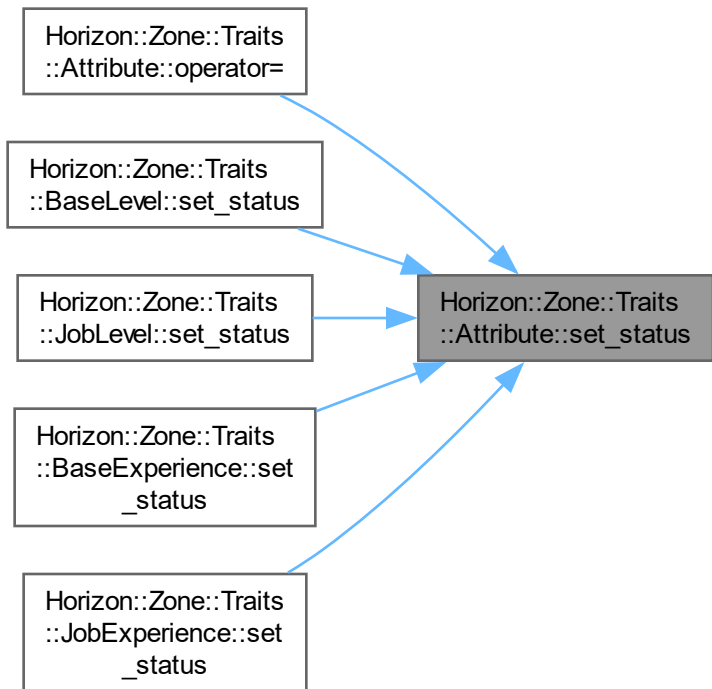 Horizon::Zone::Traits
::Attribute::operator=
Horizon::Zone::Traits
::BaseLevel::set_status
Horizon::Zone::Traits
::JobLevel::set_status
Horizon::Zone::Traits
::Attribute::set_status
Horizon::Zone::Traits
::BaseExperience::set
_status
Horizon::Zone::Traits
::JobExperience::set
_status